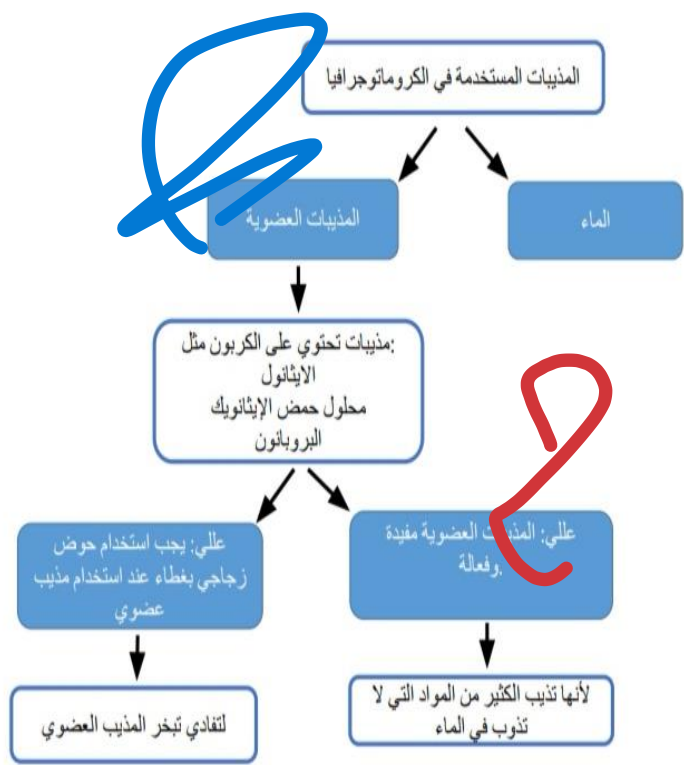 المذيبات المستخدمة في الكروماتوجرافيا
الماء
المذيبات العضوية
مذيبات تحتوي على الكربون مثل:
الايثانول
محلول حمض الإيثانويك
البروبانون
عللي: المذيبات العضوية مفيدة
وفعالة.
عللي: يجب استخدام حوض
زجاجي بغطاء عند استخدام مذيب
عضوي
لأنها تذيب الكثير من المواد التي لا
تذوب في الماء
لتفادي تبخر المذيب العضوي